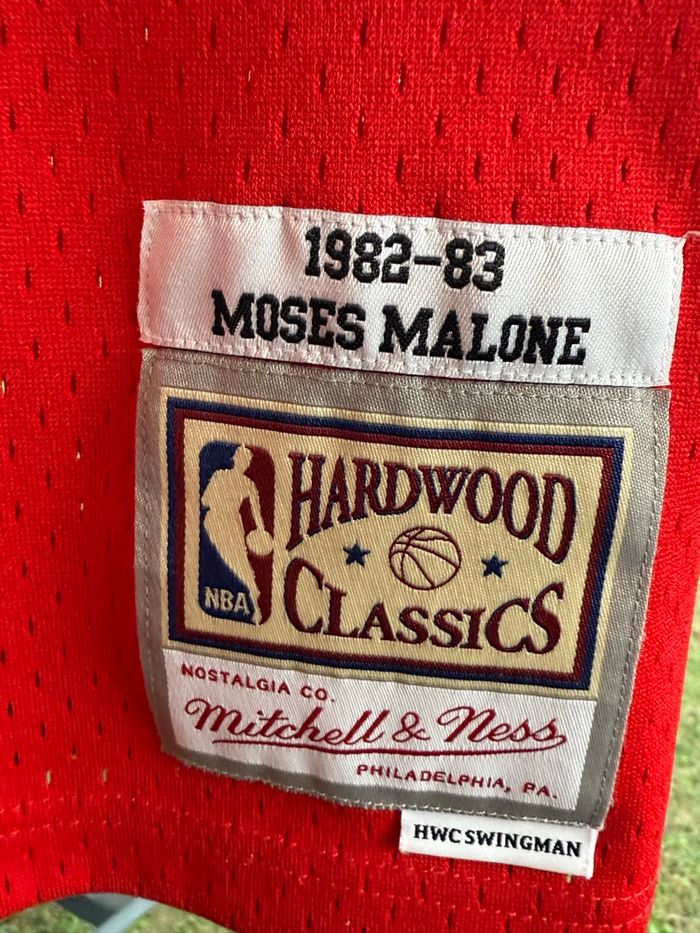 1982-83
MOSES MALONE
HARDWOOD
CLASSICS
NBA
NOSTALGIA CO.
Mitchell & Ness
PHILADELPHIA, PA.
HWC SWINGMAN